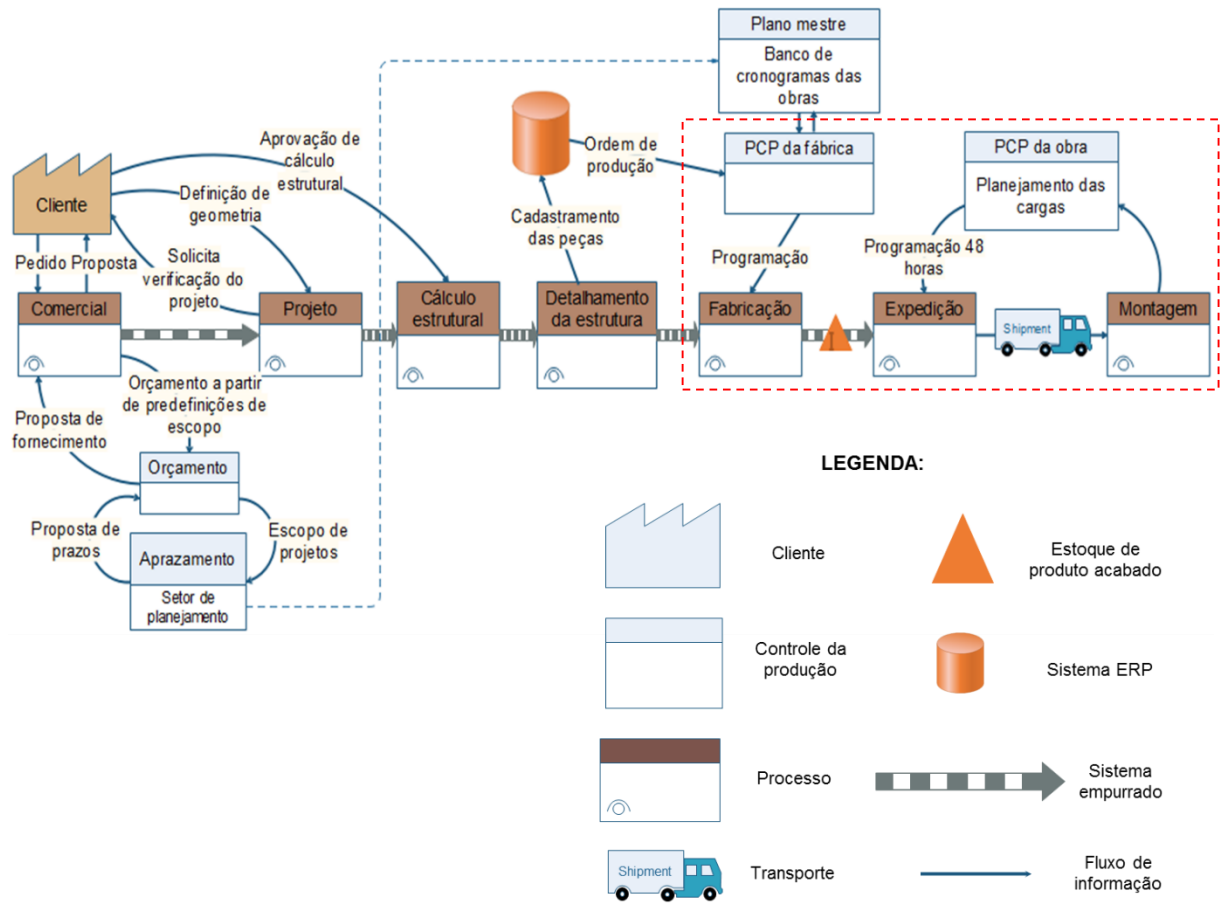 Plano mestre
Banco de
cronogramas das
obras
Aprovação de
cálculo
estrutural
Ordem de
produção
PCP da fábrica
PCP da obra
Planejamento das
cargas
Cliente
Definição de
geometria
Cadastramento
das peças
Pedido
Proposta
Solicita
verificação do
projeto
Programação
Programação 48
horas
Comercial
Projeto
Cálculo
estrutural
Detalhamento
da estrutura
Fabricação
I
Expedição
Shipment
Montagem
Orçamento a partir
de predefinições de
escopo
Proposta de
fornecimento
Orçamento
Proposta de
prazos
Escopo de
projetos
Aprazamento
Setor de
planejamento
LEGENDA:
Cliente
Estoque de
produto acabado
Controle da
produção
Sistema ERP
Processo
Sistema
empurrado
Shipment
Transporte
Fluxo de
informação